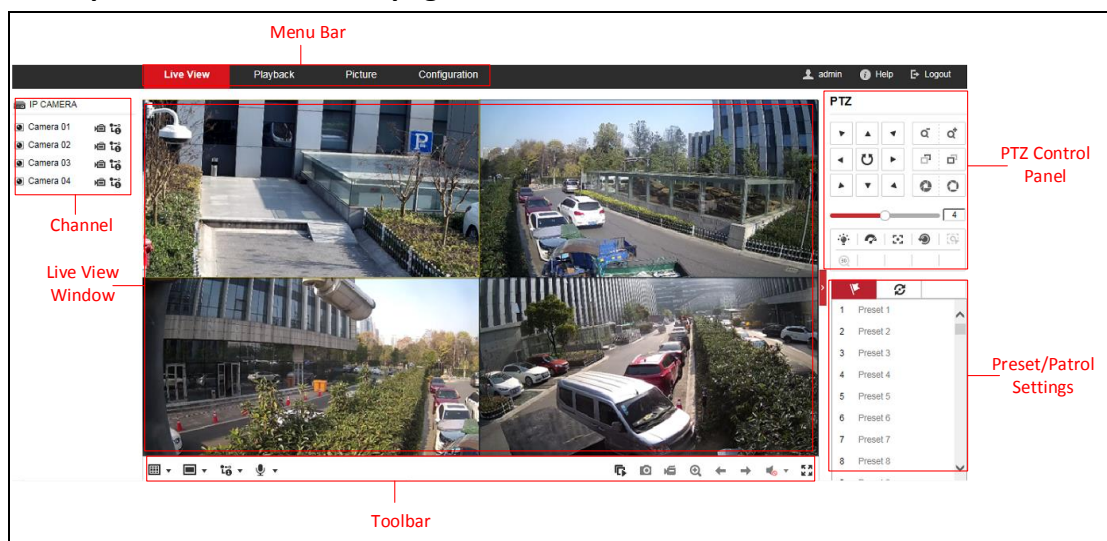 Menu Bar
Live View Playback Picture Configuration admin Help Logout
IP CAMERA
Camera 01
Camera 02
Camera 03
Camera 04
Channel
Live View
Window
P
PTZ
4
PTZ Control
Panel
1 Preset 1
2 Preset 2
3 Preset 3
4 Preset 4
5 Preset 5
6 Preset 6
7 Preset 7
8 Preset 8
Preset/Patrol
Settings
Toolbar